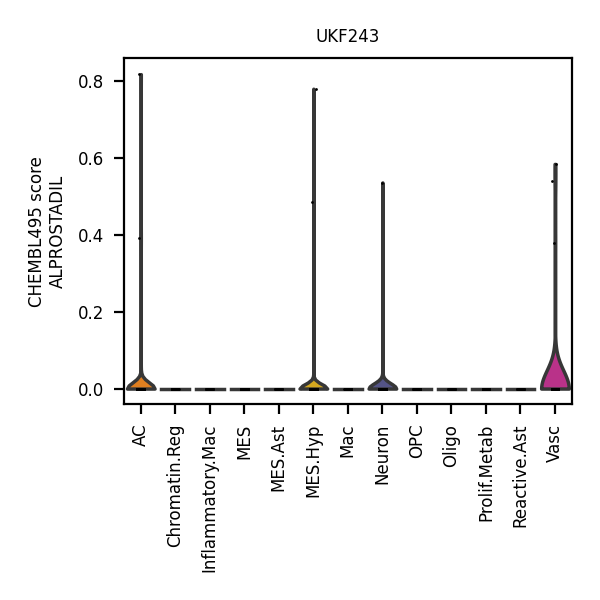 UKF243
CHEMBL495 score
ALPROSTADIL
0.8
0.6
0.4
0.2
0.0
AC
Chromatin.Reg
Inflammatory.Mac
MES
MES.Ast
MES.Hyp
Mac
Neuron
OPC
Oligo
Prolif.Metab
Reactive.Ast
Vasc